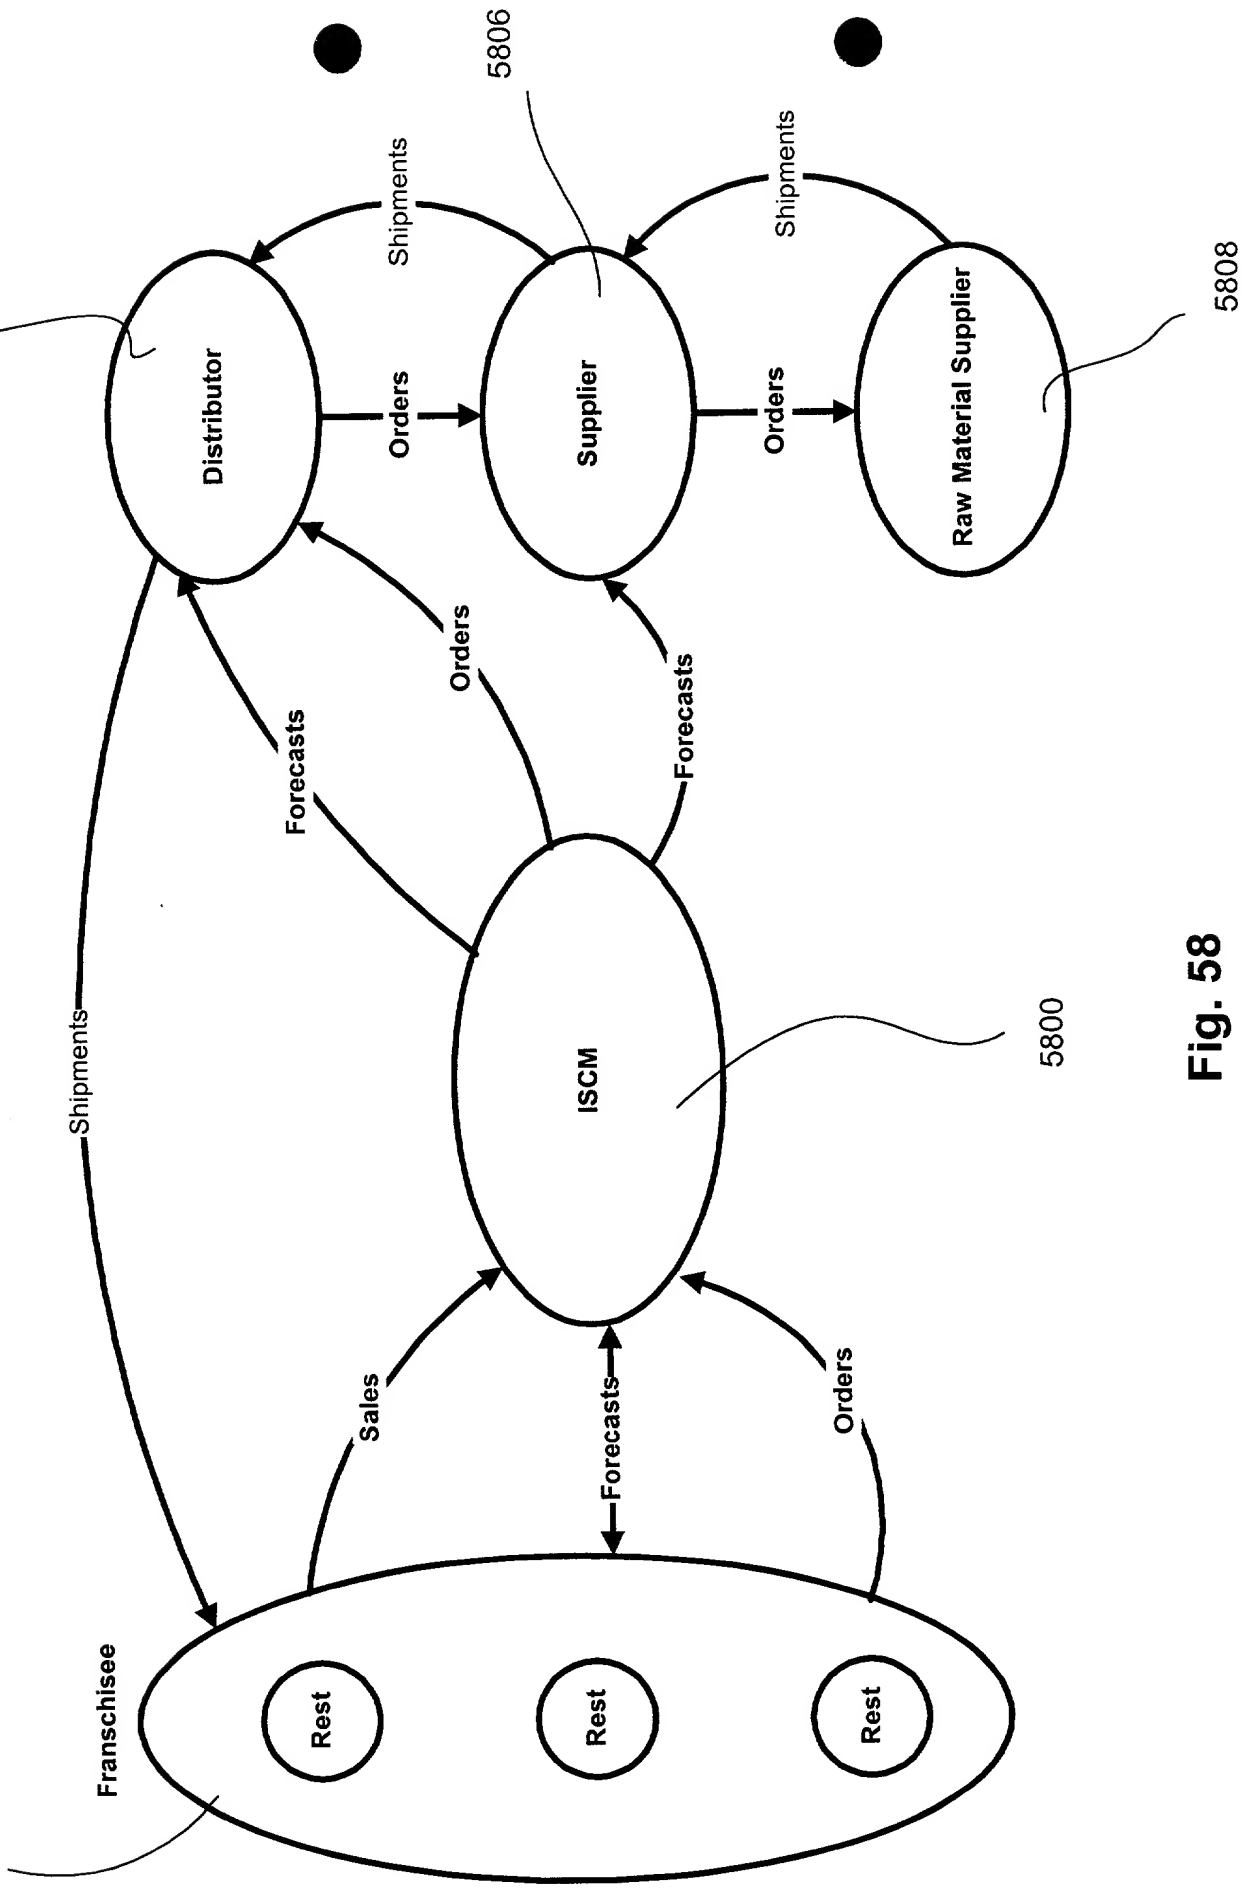 Franschisee
Rest
Rest
Rest
Shipments
Sales
Forecasts
Orders
ISCM
5800
Forecasts
Orders
Forecasts
Distributor
Orders
Shipments
Supplier
5806
Orders
Shipments
Raw Material Supplier
5808
Fig. 58